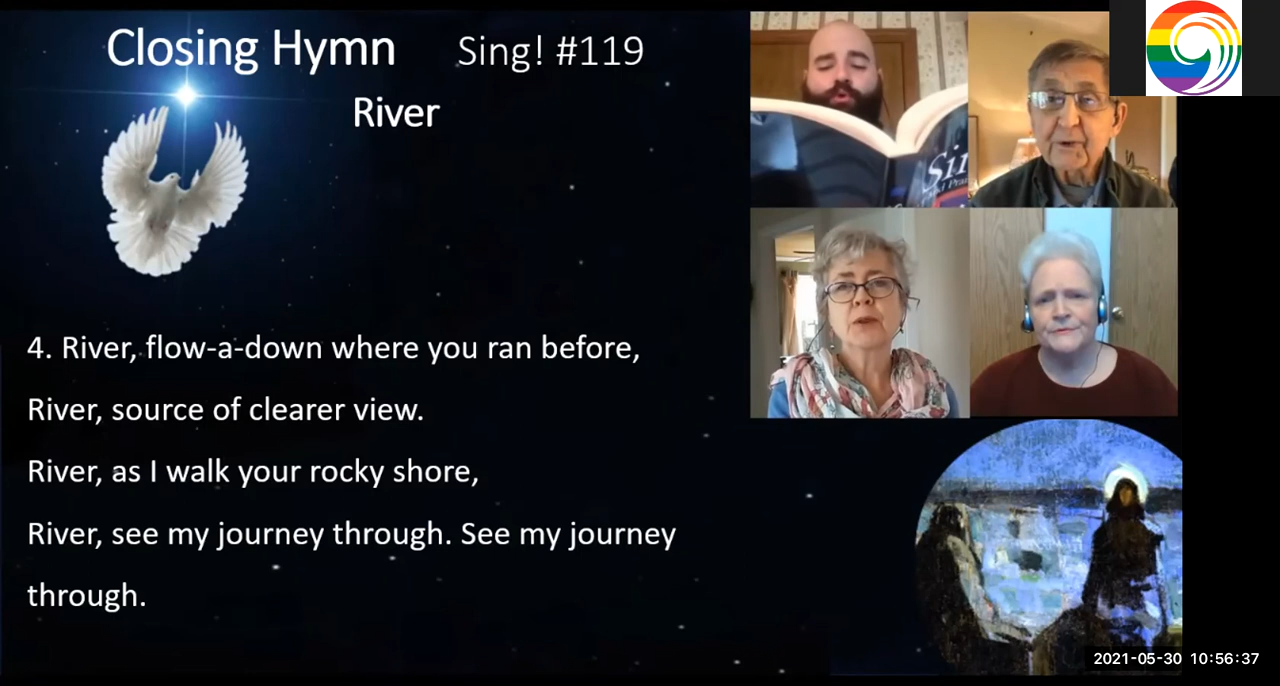 Closing Hymn Sing! #119
River
4. River, flow-a-down where you ran before,
River, source of clearer view.
River, as I walk your rocky shore,
River, see my journey through. See my journey
through.
2021-05-30 10:56:37